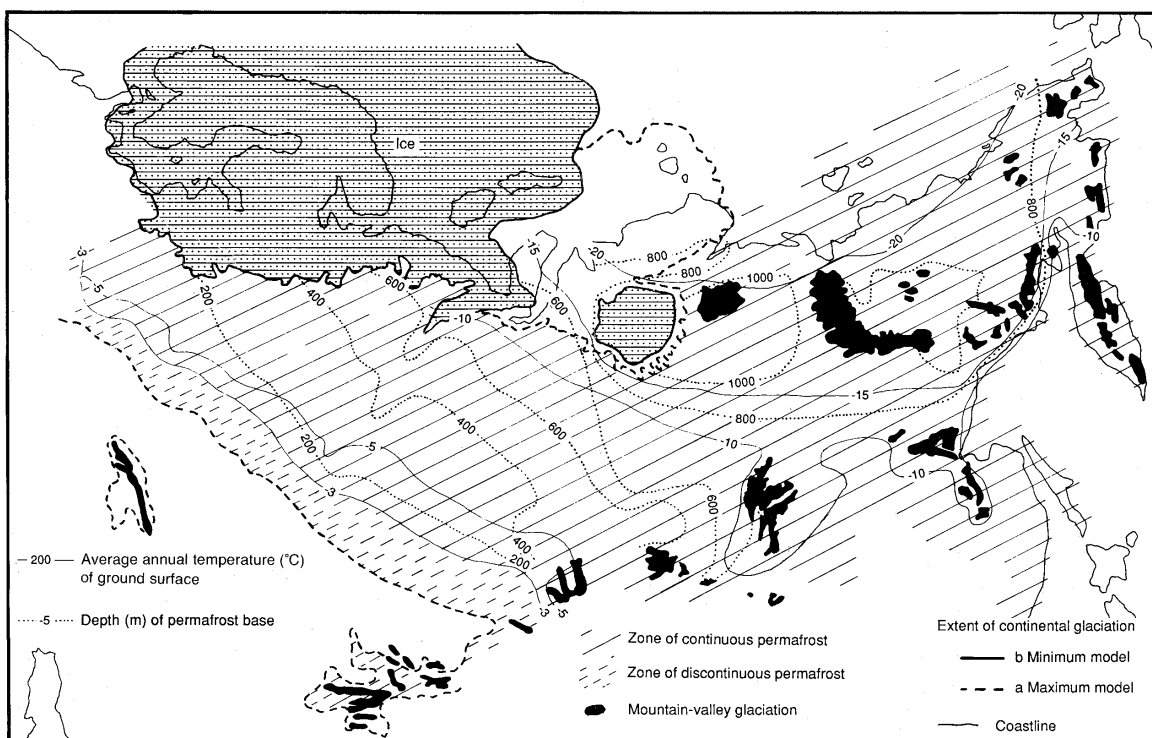 Ice
-20
-15
800
-10
-15
-20
-20
800
800
1000
-3
-5
200
400
600
600
-10
1000
-15
800
-5
200
400
600
-10
-3
-10
600
400
200
-3
-5
— 200 — Average annual temperature (°C)
of ground surface
····· -5 ····· Depth (m) of permafrost base
Zone of continuous permafrost
Zone of discontinuous permafrost
Mountain-valley glaciation
Extent of continental glaciation
b Minimum model
a Maximum model
Coastline